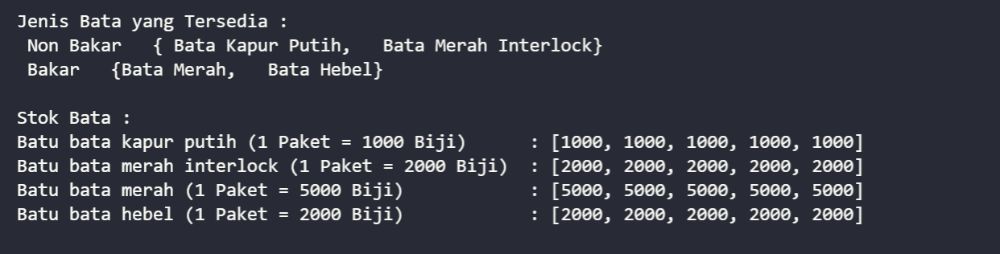 Jenis Bata yang Tersedia :
Non Bakar   { Bata Kapur Putih,   Bata Merah Interlock}
Bakar   {Bata Merah,   Bata Hebel}
Stok Bata :
Batu bata kapur putih (1 Paket = 1000 Biji)      : [1000, 1000, 1000, 1000, 1000]
Batu bata merah interlock (1 Paket = 2000 Biji)  : [2000, 2000, 2000, 2000, 2000]
Batu bata merah (1 Paket = 5000 Biji)            : [5000, 5000, 5000, 5000, 5000]
Batu bata hebel (1 Paket = 2000 Biji)            : [2000, 2000, 2000, 2000, 2000]